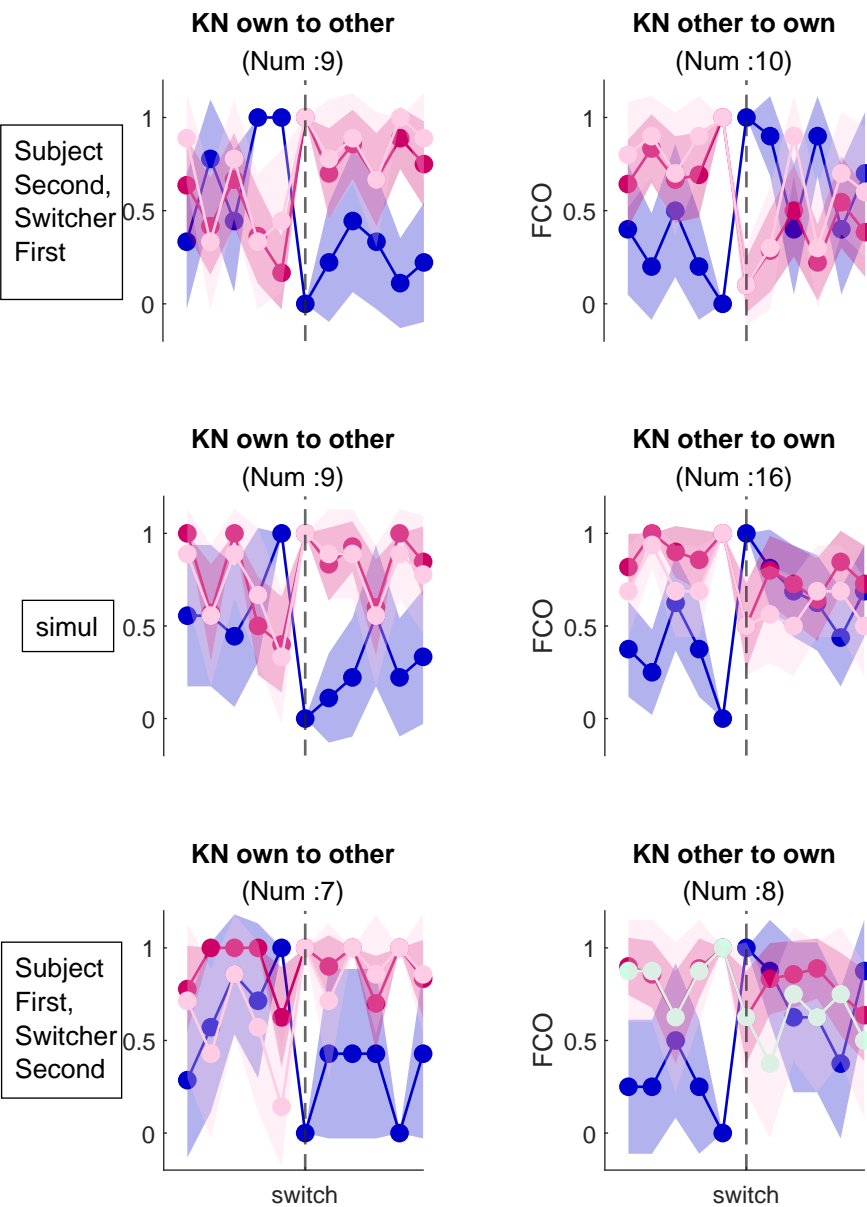 KN own to other
(Num :9)
KN other to own
(Num :10)
Subject
Second,
Switcher
First
1
0.5
0
FCO
1
0.5
0
KN own to other
(Num :9)
KN other to own
(Num :16)
simul
1
0.5
0
FCO
1
0.5
0
KN own to other
(Num :7)
KN other to own
(Num :8)
Subject
First,
Switcher
Second
1
0.5
0
switch
FCO
1
0.5
0
switch